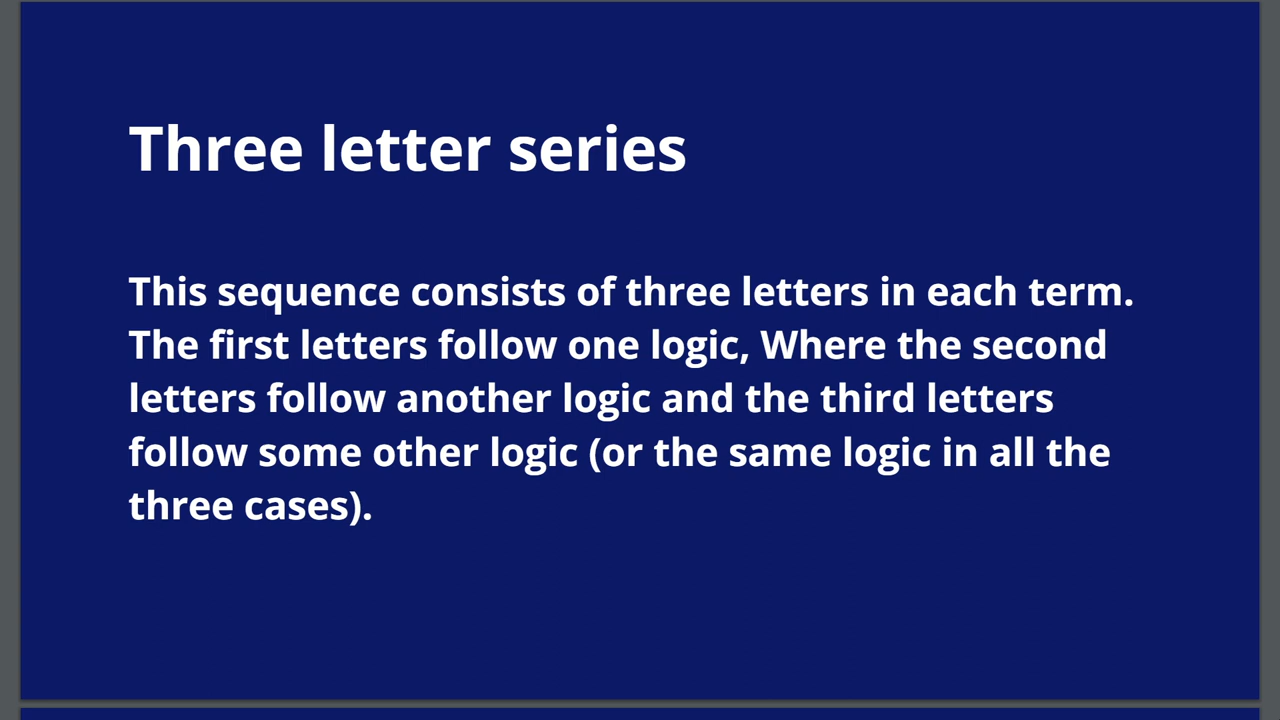 Three letter series
This sequence consists of three letters in each term.
The first letters follow one logic, Where the second
letters follow another logic and the third letters
follow some other logic (or the same logic in all the
three cases).